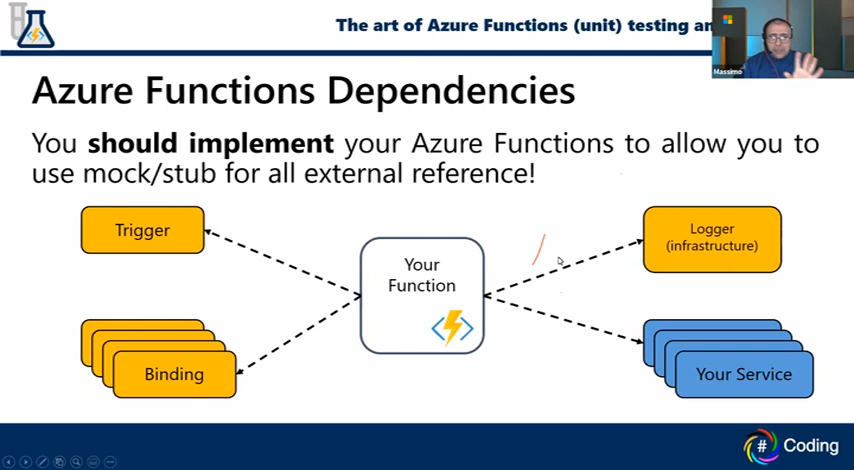 The art of Azure Functions (unit) testing an
Massimo
Azure Functions Dependencies
You should implement your Azure Functions to allow you to
use mock/stub for all external reference!
Trigger
Logger
(infrastructure)
Your
Function
Binding
Your Service
#
Coding